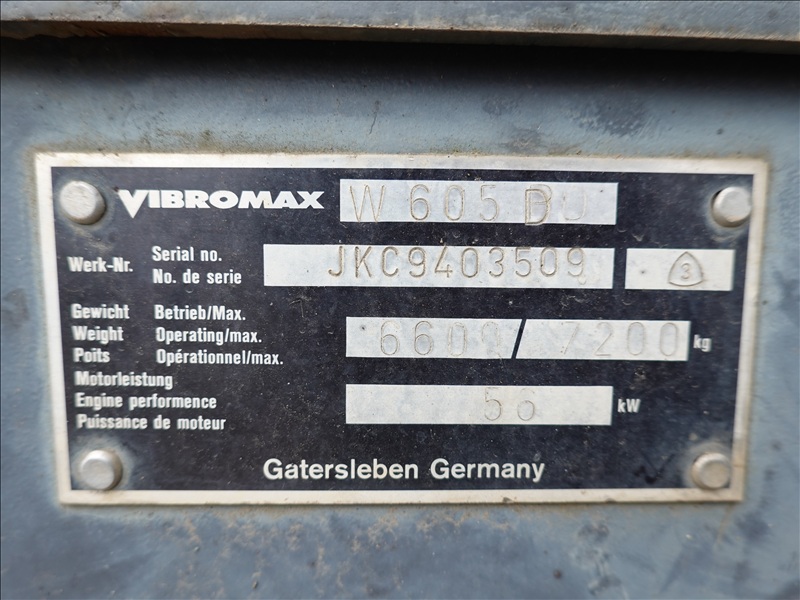 VIBROMAX W 605 DU
Werk-Nr. Serial no. No. de serie JKC9403509 3
Gewicht Betrieb/Max.
Weight Operating/max. 6600/7200 kg
Poits Opérationnel/max.
Motorleistung
Engine performence 56 kW
Puissance de moteur
Gatersleben Germany